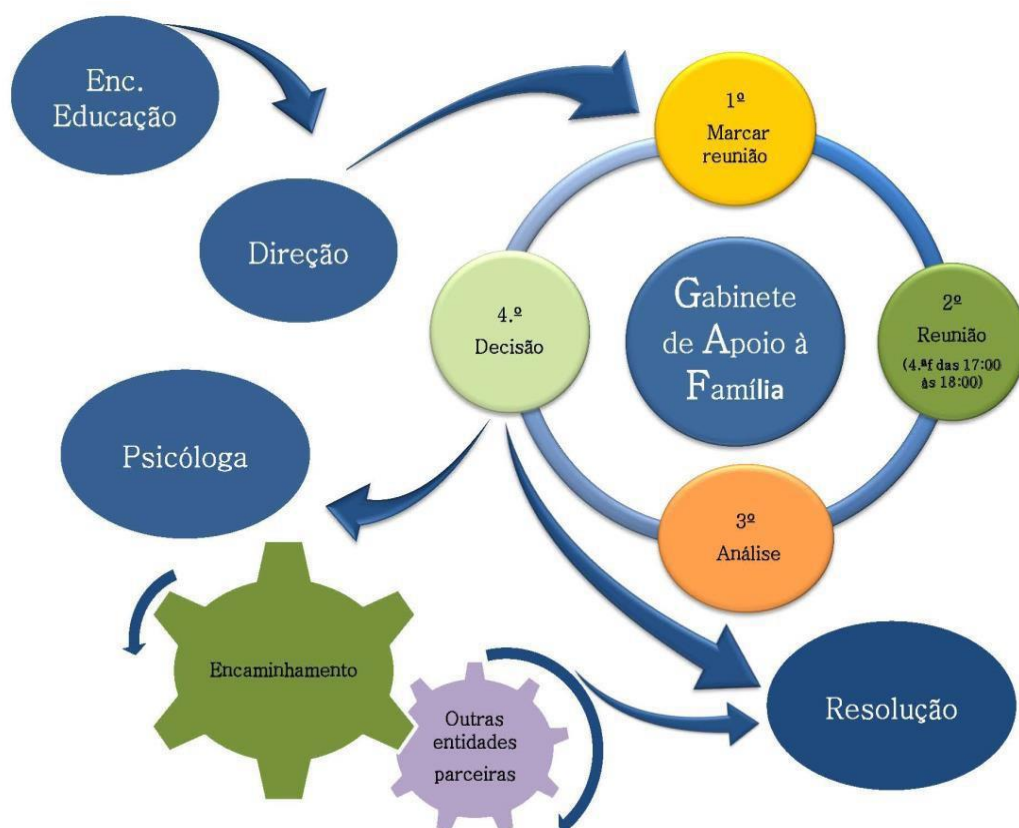 Enc.
Educação
Direção
1º
Marcar
reunião
2º
Reunião
(4.ªf das 17:00
às 18:00)
3º
Análise
4.º
Decisão
Gabinete
de Apoio à
Família
Psicóloga
Encaminhamento
Outras
entidades
parceiras
Resolução